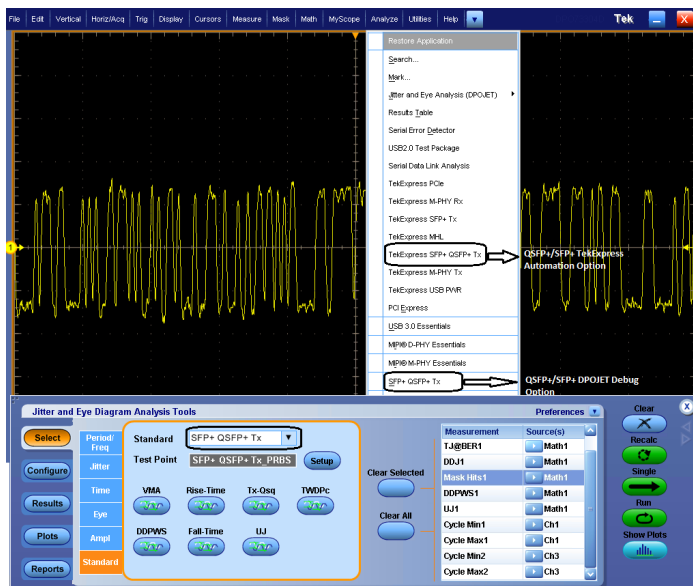 File Edit Vertical Horiz/Acq Trig Display Cursors Measure Mask Math MyScope Analyze Utilities Help Tek X
Restore Application
Search...
Mark...
Jitter and Eye Analysis (DPOJET)
Results Table
Serial Error Detector
USB2.0 Test Package
Serial Data Link Analysis
TekExpress PCIe
TekExpress M-PHY Rx
TekExpress SFP+ Tx
TekExpress MHL
TekExpress SFP+ QSFP+ Tx
QSFP+/SFP+ TekExpress
Automation Option
TekExpress M-PHY Tx
TekExpress USB PWR
PCI Express
USB 3.0 Essentials
MIPI® D-PHY Essentials
MIPI® M-PHY Essentials
SFP+ QSFP+ Tx
QSFP+/SFP+ DPOJET Debug
Option
1
Jitter and Eye Diagram Analysis Tools
Preferences
X
Select
Configure
Results
Plots
Reports
Period/
Freq
Jitter
Time
Eye
Ampl
Standard
Standard SFP+ QSFP+ Tx
Test Point SFP+ QSFP+ Tx_PRBS Setup
VMA Rise-Time Tx-Qsq TWDPc
DDPWS Fall-Time UJ
Clear Selected
Clear All
Measurement Source(s)
TJ@BER1 Math1
DDJ1 Math1
Mask Hits1 Math1
DDPWS1 Math1
UJ1 Math1
Cycle Min1 Ch1
Cycle Max1 Ch1
Cycle Min2 Ch3
Cycle Max2 Ch3
Clear
Recalc
Single
Run
Show Plots